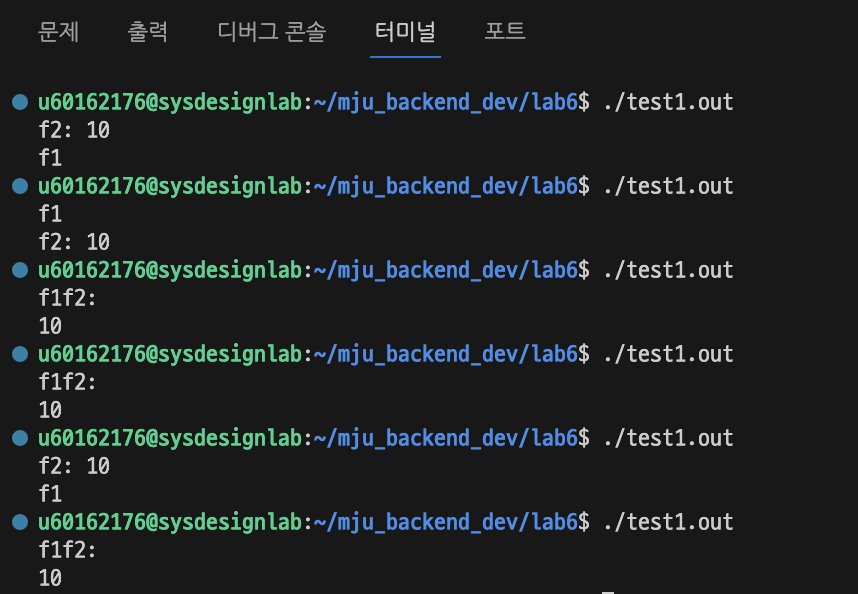 문제 출력 디버그 콘솔 터미널 포트
u60162176@sysdesignlab:~/mju_backend_dev/lab6$ ./test1.out
f2: 10
f1
u60162176@sysdesignlab:~/mju_backend_dev/lab6$ ./test1.out
f1
f2: 10
u60162176@sysdesignlab:~/mju_backend_dev/lab6$ ./test1.out
f1f2:
10
u60162176@sysdesignlab:~/mju_backend_dev/lab6$ ./test1.out
f1f2:
10
u60162176@sysdesignlab:~/mju_backend_dev/lab6$ ./test1.out
f2: 10
f1
u60162176@sysdesignlab:~/mju_backend_dev/lab6$ ./test1.out
f1f2:
10